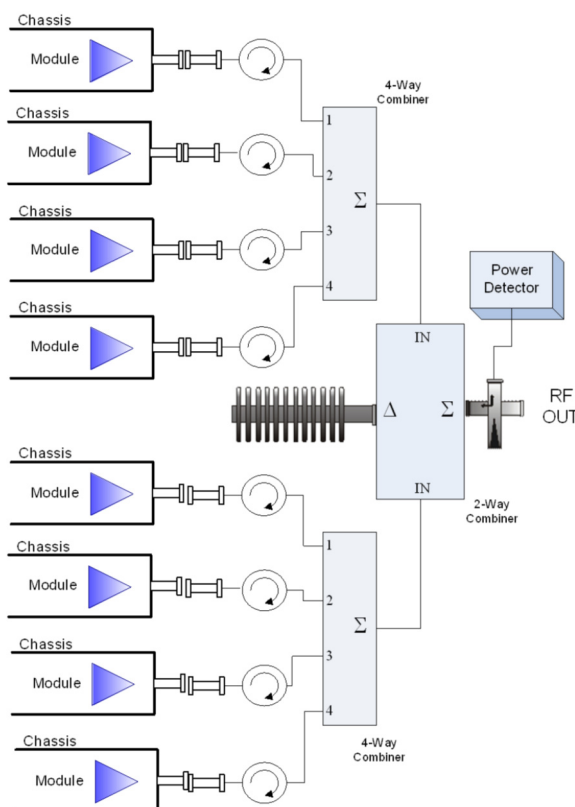 Chassis
Module
Chassis
Module
Chassis
Module
Chassis
Module
4-Way
Combiner
1
2
3
4
Σ
Power
Detector
IN
Δ
Σ
IN
RF
OUT
2-Way
Combiner
Chassis
Module
Chassis
Module
Chassis
Module
Chassis
Module
1
2
3
4
Σ
4-Way
Combiner